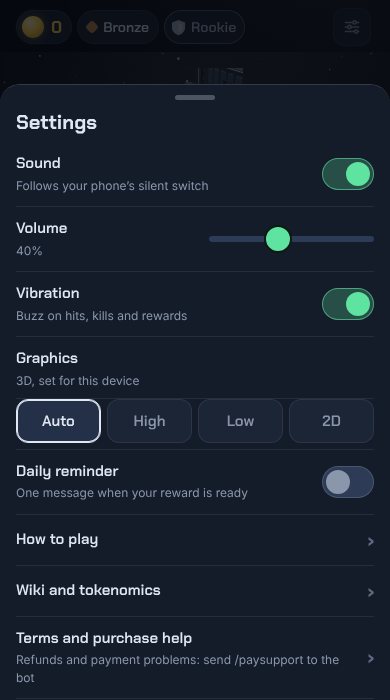 0
Bronze
Rookie
Settings
Sound
Follows your phone's silent switch
Volume
40%
Vibration
Buzz on hits, kills and rewards
Graphics
3D, set for this device
Auto
High
Low
2D
Daily reminder
One message when your reward is ready
How to play
Wiki and tokenomics
Terms and purchase help
Refunds and payment problems: send /paysupport to the
bot